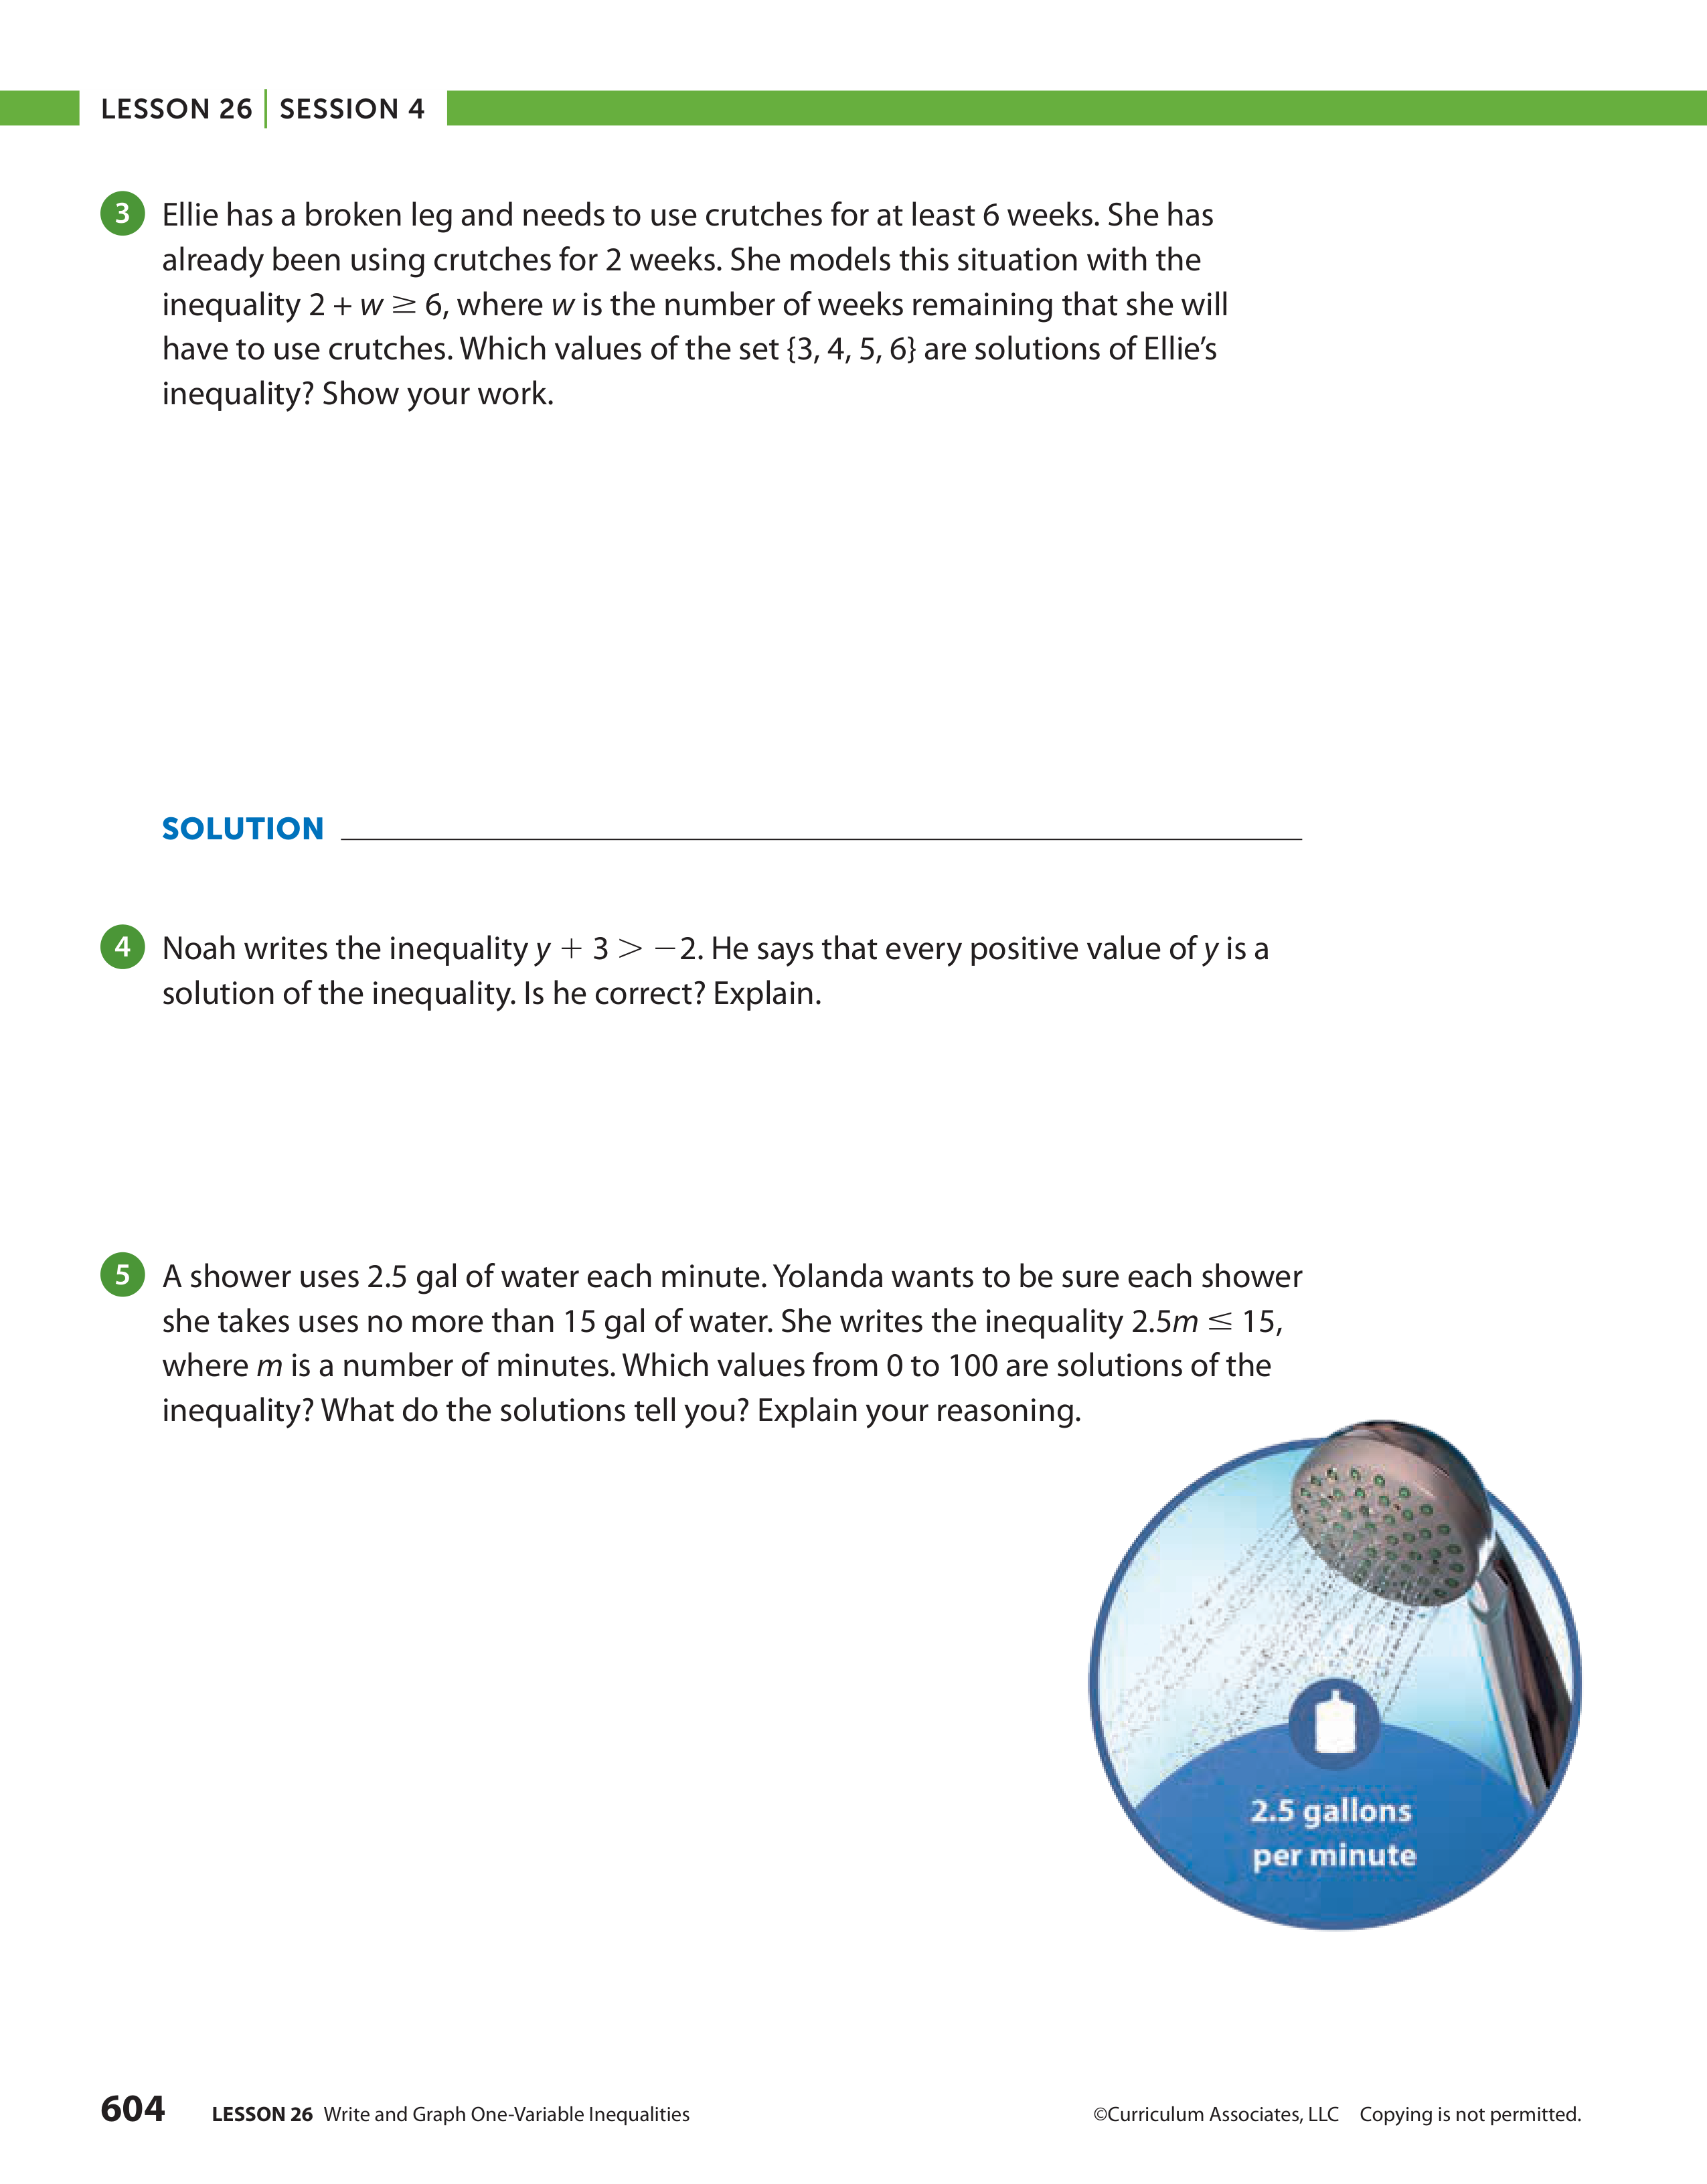 LESSON 26 | SESSION 4
3 Ellie has a broken leg and needs to use crutches for at least 6 weeks. She has
already been using crutches for 2 weeks. She models this situation with the
inequality 2 + w ≥ 6, where w is the number of weeks remaining that she will
have to use crutches. Which values of the set {3, 4, 5, 6} are solutions of Ellie’s
inequality? Show your work.
SOLUTION
4 Noah writes the inequality y + 3 > −2. He says that every positive value of y is a
solution of the inequality. Is he correct? Explain.
5 A shower uses 2.5 gal of water each minute. Yolanda wants to be sure each shower
she takes uses no more than 15 gal of water. She writes the inequality 2.5m ≤ 15,
where m is a number of minutes. Which values from 0 to 100 are solutions of the
inequality? What do the solutions tell you? Explain your reasoning.
2.5 gallons
per minute
604 LESSON 26 Write and Graph One-Variable Inequalities ©Curriculum Associates, LLC Copying is not permitted.